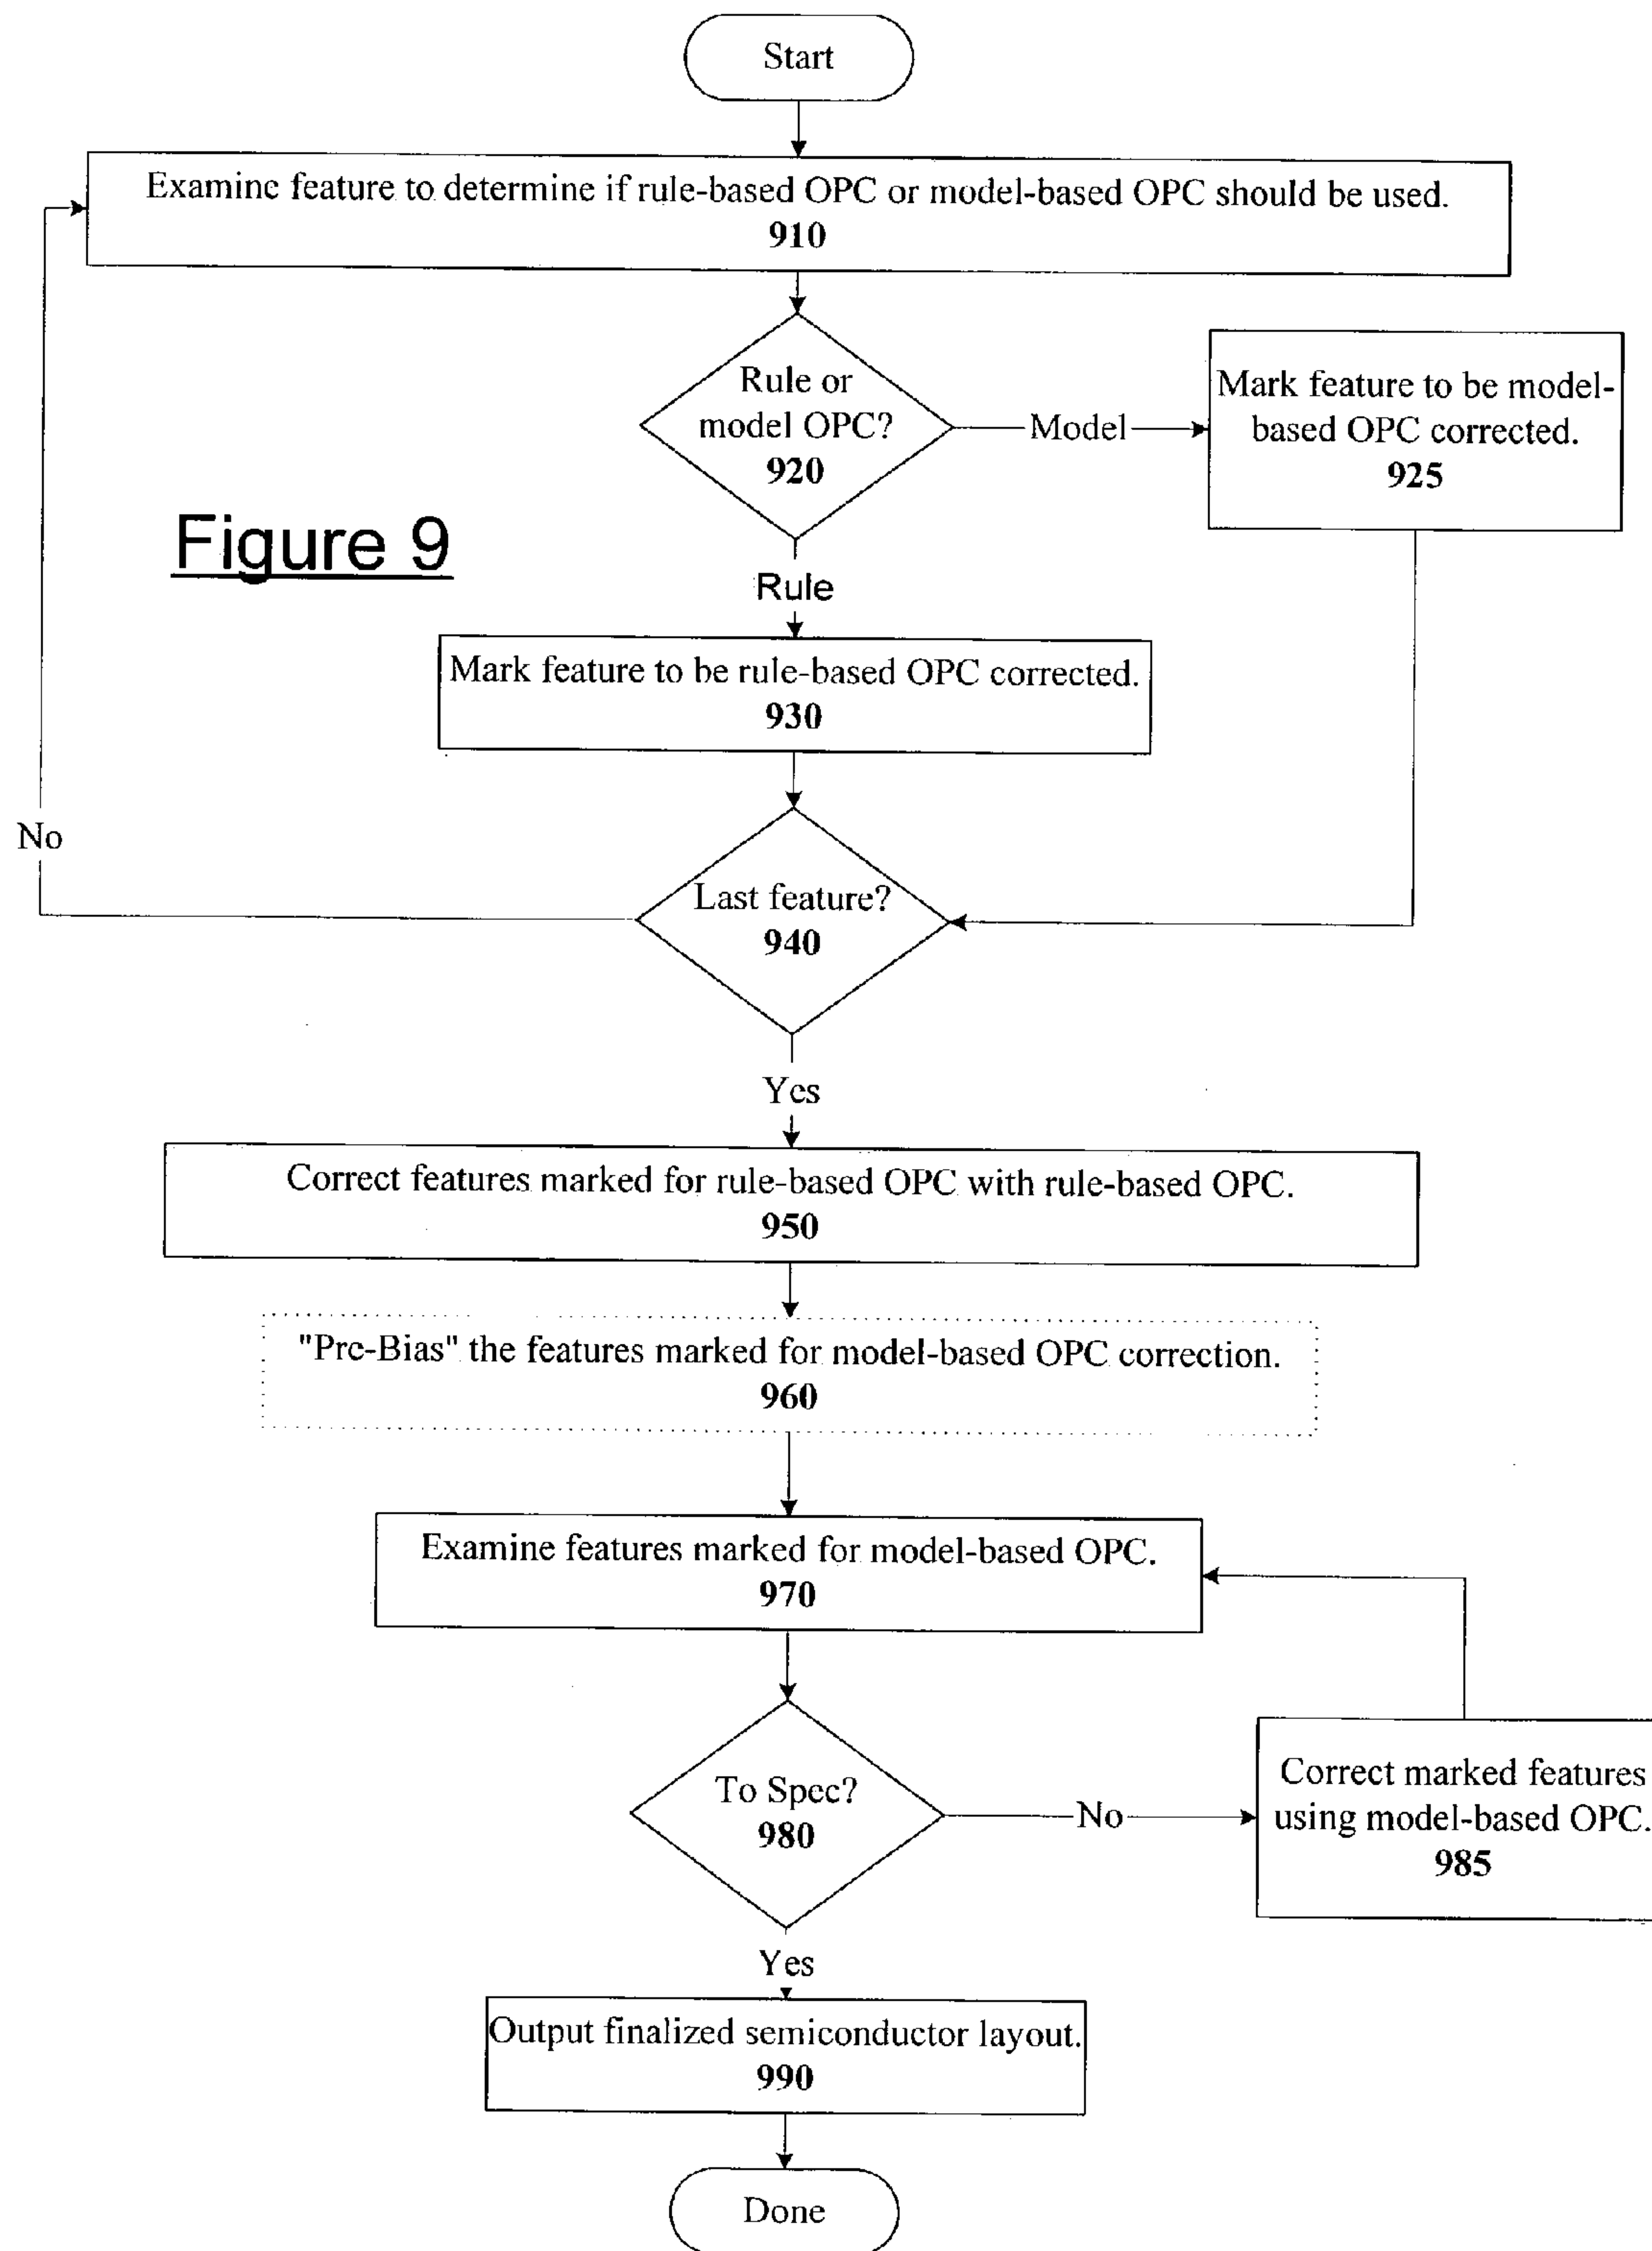 Start
Examine feature to determine if rule-based OPC or model-based OPC should be used.
910
Rule or
model OPC?
920
Model
Mark feature to be model-
based OPC corrected.
925
Figure 9
Rule
Mark feature to be rule-based OPC corrected.
930
No
Last feature?
940
Yes
Correct features marked for rule-based OPC with rule-based OPC.
950
"Pre-Bias" the features marked for model-based OPC correction.
960
Examine features marked for model-based OPC.
970
To Spec?
980
No
Correct marked features
using model-based OPC.
985
Yes
Output finalized semiconductor layout.
990
Done